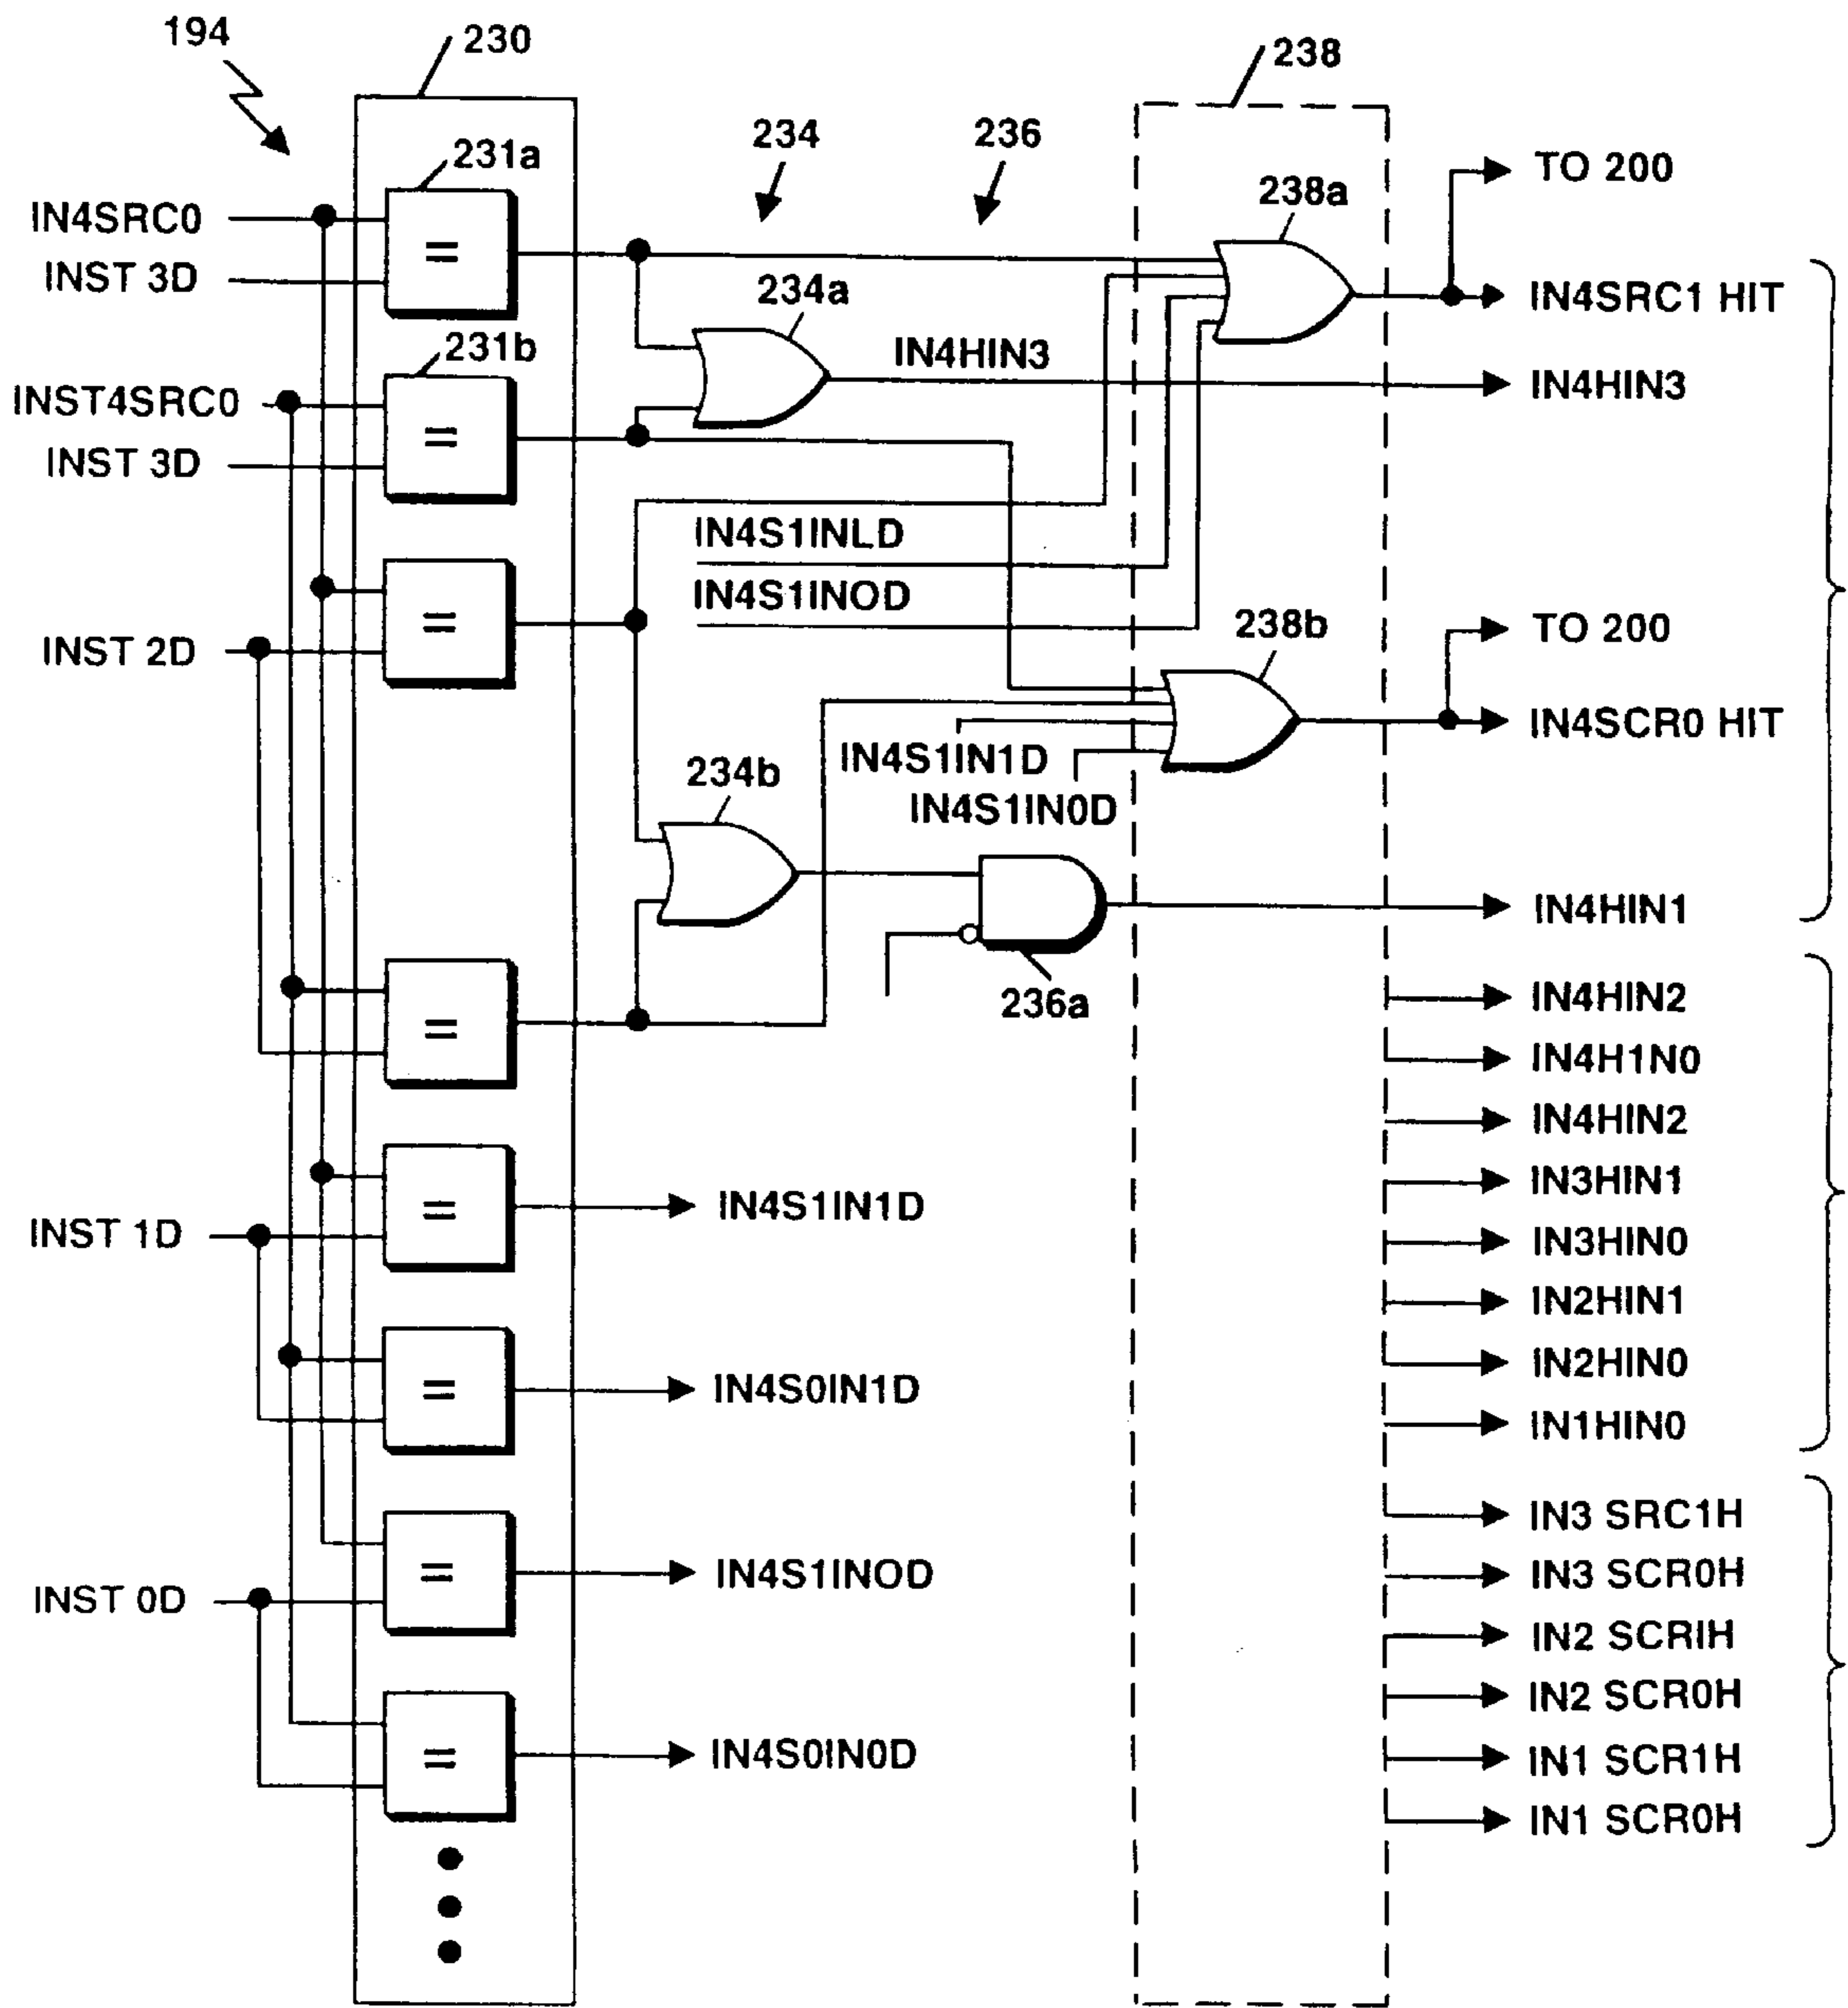 194
230
238
231a
234
236
TO 200
238a
IN4SRC0
=
INST 3D
234a
IN4SRC1 HIT
231b
IN4HIN3
IN4HIN3
INST4SRC0
=
INST 3D
IN4S1INLD
IN4S1INOD
=
238b
TO 200
INST 2D
IN4SCR0 HIT
IN4S1IN1D
234b
IN4S1IN0D
IN4HIN1
236a
=
IN4HIN2
IN4H1N0
IN4HIN2
IN3HIN1
=
IN4S1IN1D
INST 1D
IN3HIN0
IN2HIN1
IN2HIN0
=
IN4S0IN1D
IN1HIN0
IN3 SRC1H
=
IN4S1INOD
IN3 SCR0H
INST 0D
IN2 SCRIH
IN2 SCR0H
=
IN4S0IN0D
IN1 SCR1H
IN1 SCR0H